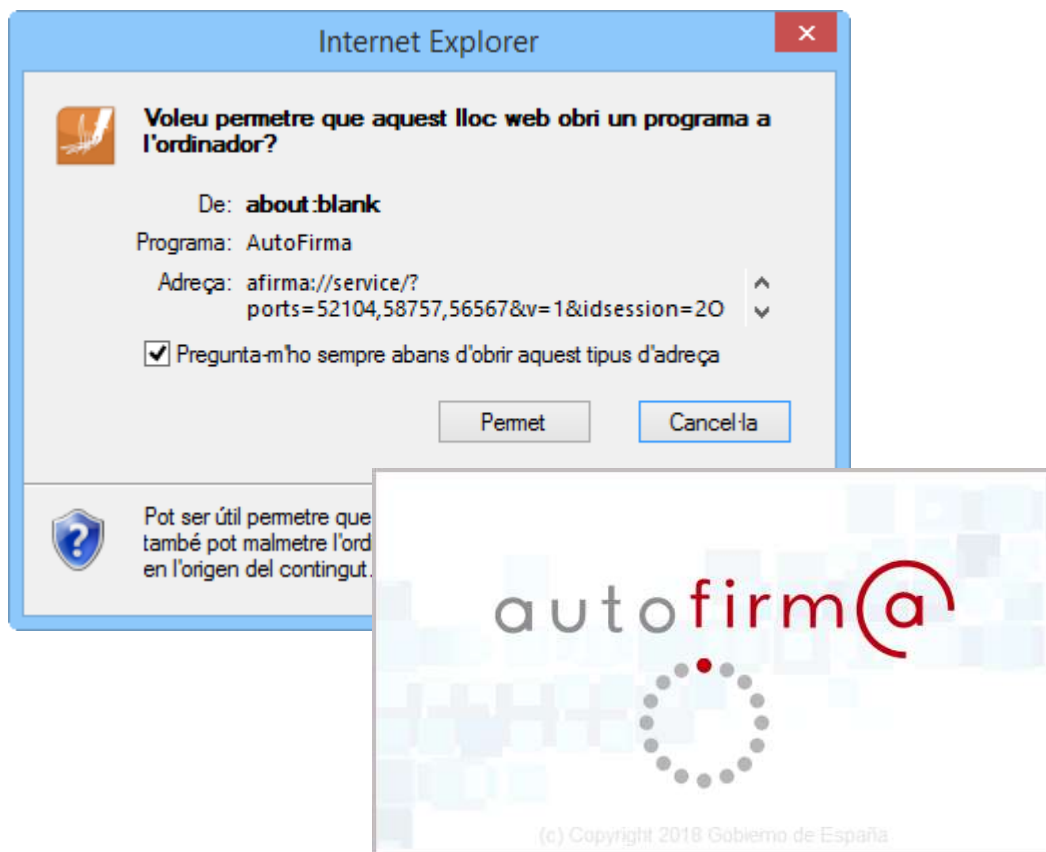 Internet Explorer
Voleu permetre que aquest lloc web obri un programa a
l'ordinador?
De: about:blank
Programa: AutoFirma
Adreça: afirma://service/?
ports=52104,58757,56567&v=1&idsession=2O
Pregunta-m'ho sempre abans d'obrir aquest tipus d'adreça
Permet
Cancel·la
Pot ser útil permetre que
també pot malmetre l'ord
en l'origen del contingut.
autofirm@
(c) Copyright 2018 Gobierno de España